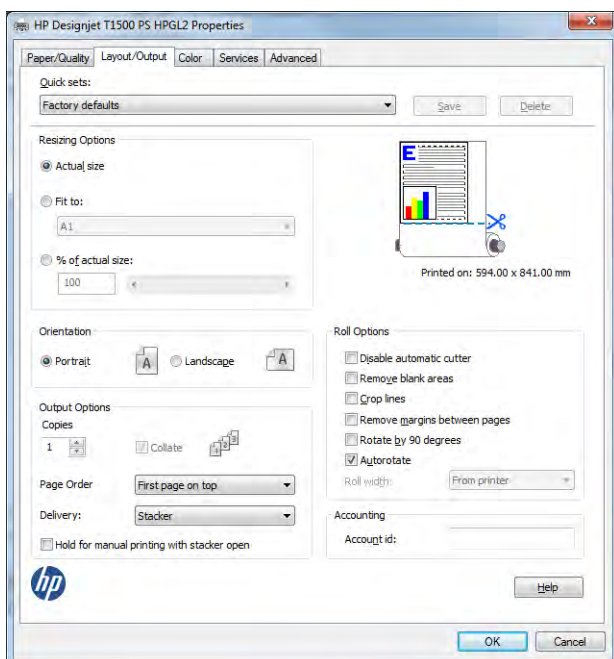 HP Designjet T1500 PS HPGL2 Properties
Paper/Quality Layout/Output Color Services Advanced
Quick sets:
Factory defaults Save Delete
Resizing Options
Actual size
Fit to:
A1
% of actual size:
100
E
Printed on: 594.00 x 841.00 mm
Orientation
Portrait A Landscape A
Output Options
Copies
1 Collate 1 2 3
Page Order First page on top
Delivery: Stacker
Hold for manual printing with stacker open
Roll Options
Disable automatic cutter
Remove blank areas
Crop lines
Remove margins between pages
Rotate by 90 degrees
Autorotate
Roll width: From printer
Accounting
Account id:
hp
Help
OK Cancel